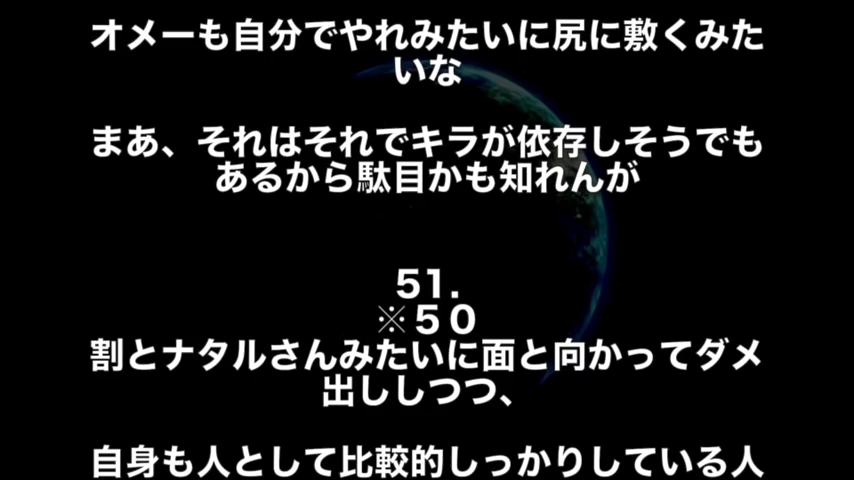 オメーも自分でやれみたいに尻に敷くみた
いな
まあ、それはそれでキラが依存しそうでも
あるから駄目かも知れんが
51.
※５０
割とナタルさんみたいに面と向かってダメ
出ししつつ、
自身も人として比較的しっかりしている人